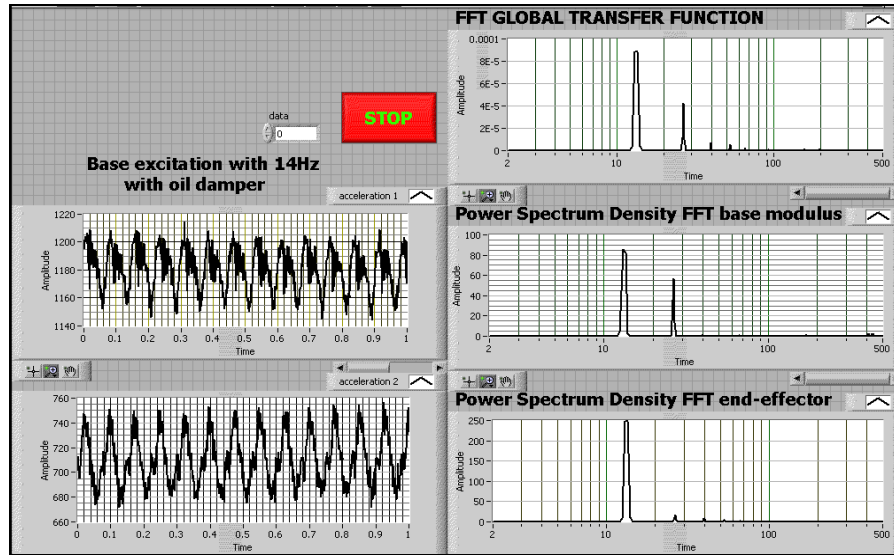 FFT GLOBAL TRANSFER FUNCTION
0.0001
8E-5
6E-5
4E-5
2E-5
0
Amplitude
2 10 100 500
Time
data
0
STOP
Base excitation with 14Hz
with oil damper
acceleration 1
1220
1200
1180
1160
1140
Amplitude
0 0.1 0.2 0.3 0.4 0.5 0.6 0.7 0.8 0.9 1
Time
Power Spectrum Density FFT base modulus
100
80
60
40
20
0
Amplitude
2 10 100 500
Time
acceleration 2
760
740
720
700
680
660
Amplitude
0 0.1 0.2 0.3 0.4 0.5 0.6 0.7 0.8 0.9 1
Time
Power Spectrum Density FFT end-effector
250
200
150
100
50
0
Amplitude
2 10 100 500
Time